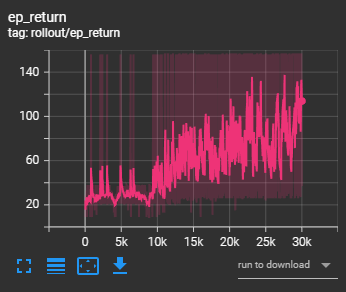 ep_return
tag: rollout/ep_return
140
100
60
20
0 5k 10k 15k 20k 25k 30k
run to download